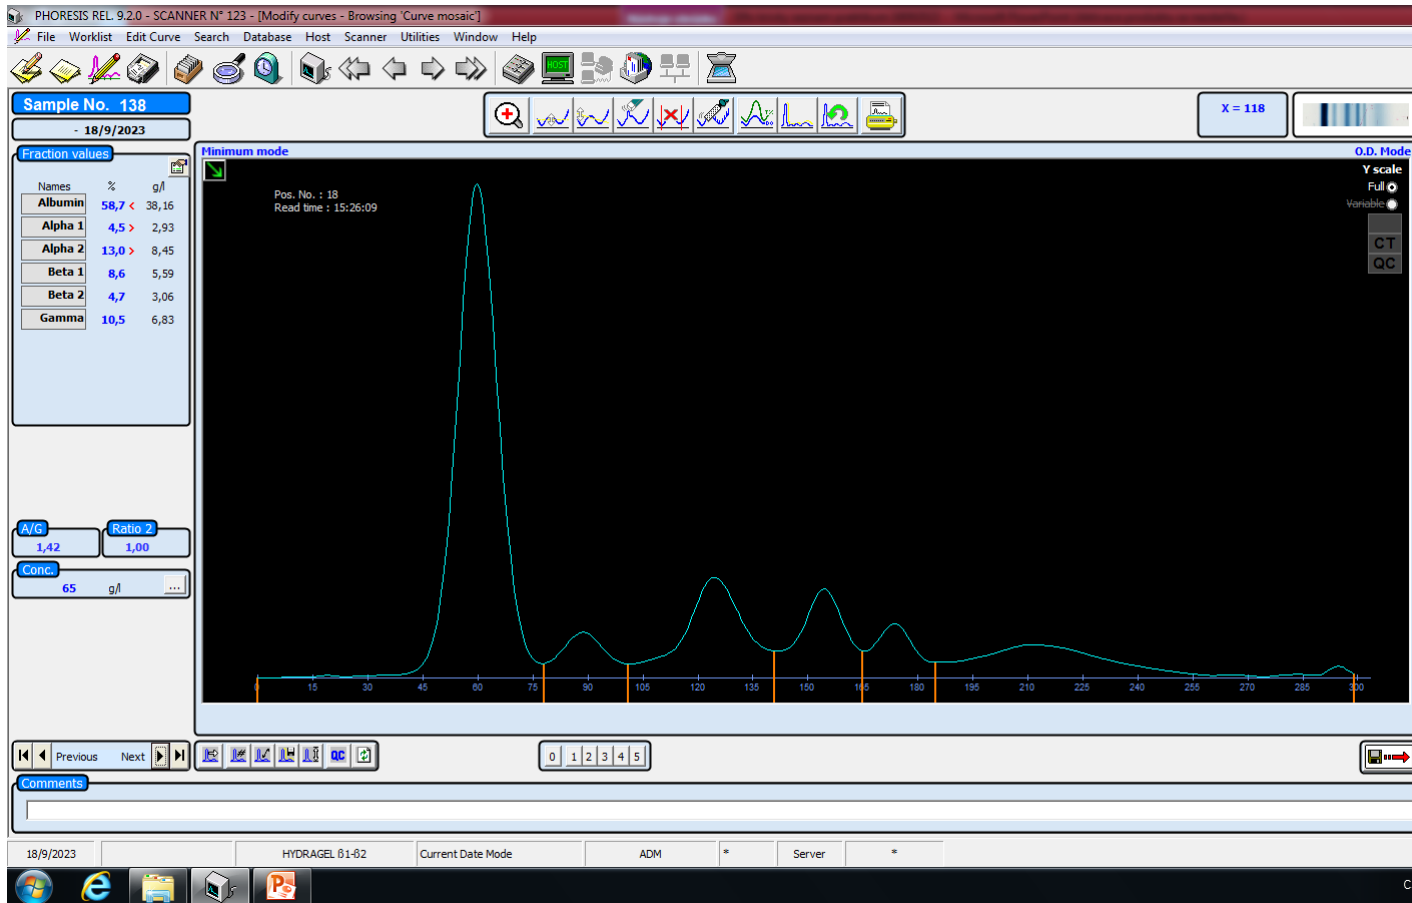 PHORESIS REL. 9.2.0 - SCANNER N° 123 - [Modify curves - Browsing 'Curve mosaic']
File Worklist Edit Curve Search Database Host Scanner Utilities Window Help
HOST
Sample No. 138
- 18/9/2023
X = 118
Fraction values
Names % g/l
Albumin 58,7 < 38,16
Alpha 1 4,5 > 2,93
Alpha 2 13,0 > 8,45
Beta 1 8,6 5,59
Beta 2 4,7 3,06
Gamma 10,5 6,83
A/G
1,42
Ratio 2
1,00
Conc.
65 g/l ...
Minimum mode
O.D. Mode
Pos. No. : 18
Read time : 15:26:09
Y scale
Full
Variable
CT
QC
0 15 30 45 60 75 90 105 120 135 150 165 180 195 210 225 240 255 270 285 300
Previous Next
QC
0 1 2 3 4 5
Comments
18/9/2023 HYDRAGEL ß1-ß2 Current Date Mode ADM * Server *
C